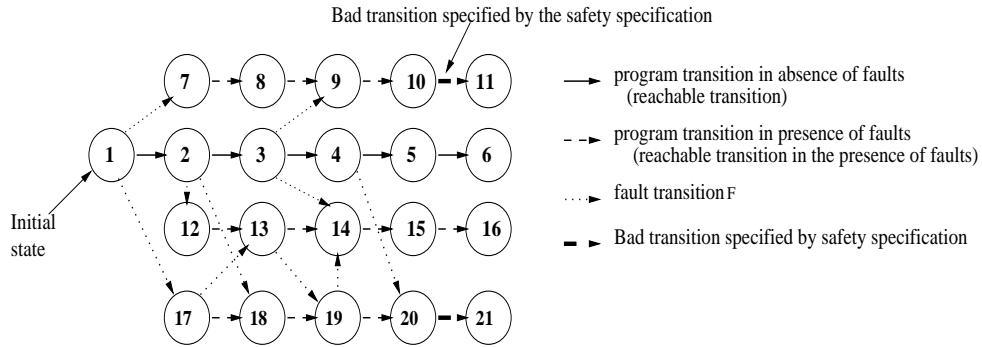 Bad transition specified by the safety specification
7 8 9 10 11
program transition in absence of faults
(reachable transition)
1 2 3 4 5 6
program transition in presence of faults
(reachable transition in the presence of faults)
fault transition F
Initial
state
12 13 14 15 16
Bad transition specified by safety specification
17 18 19 20 21